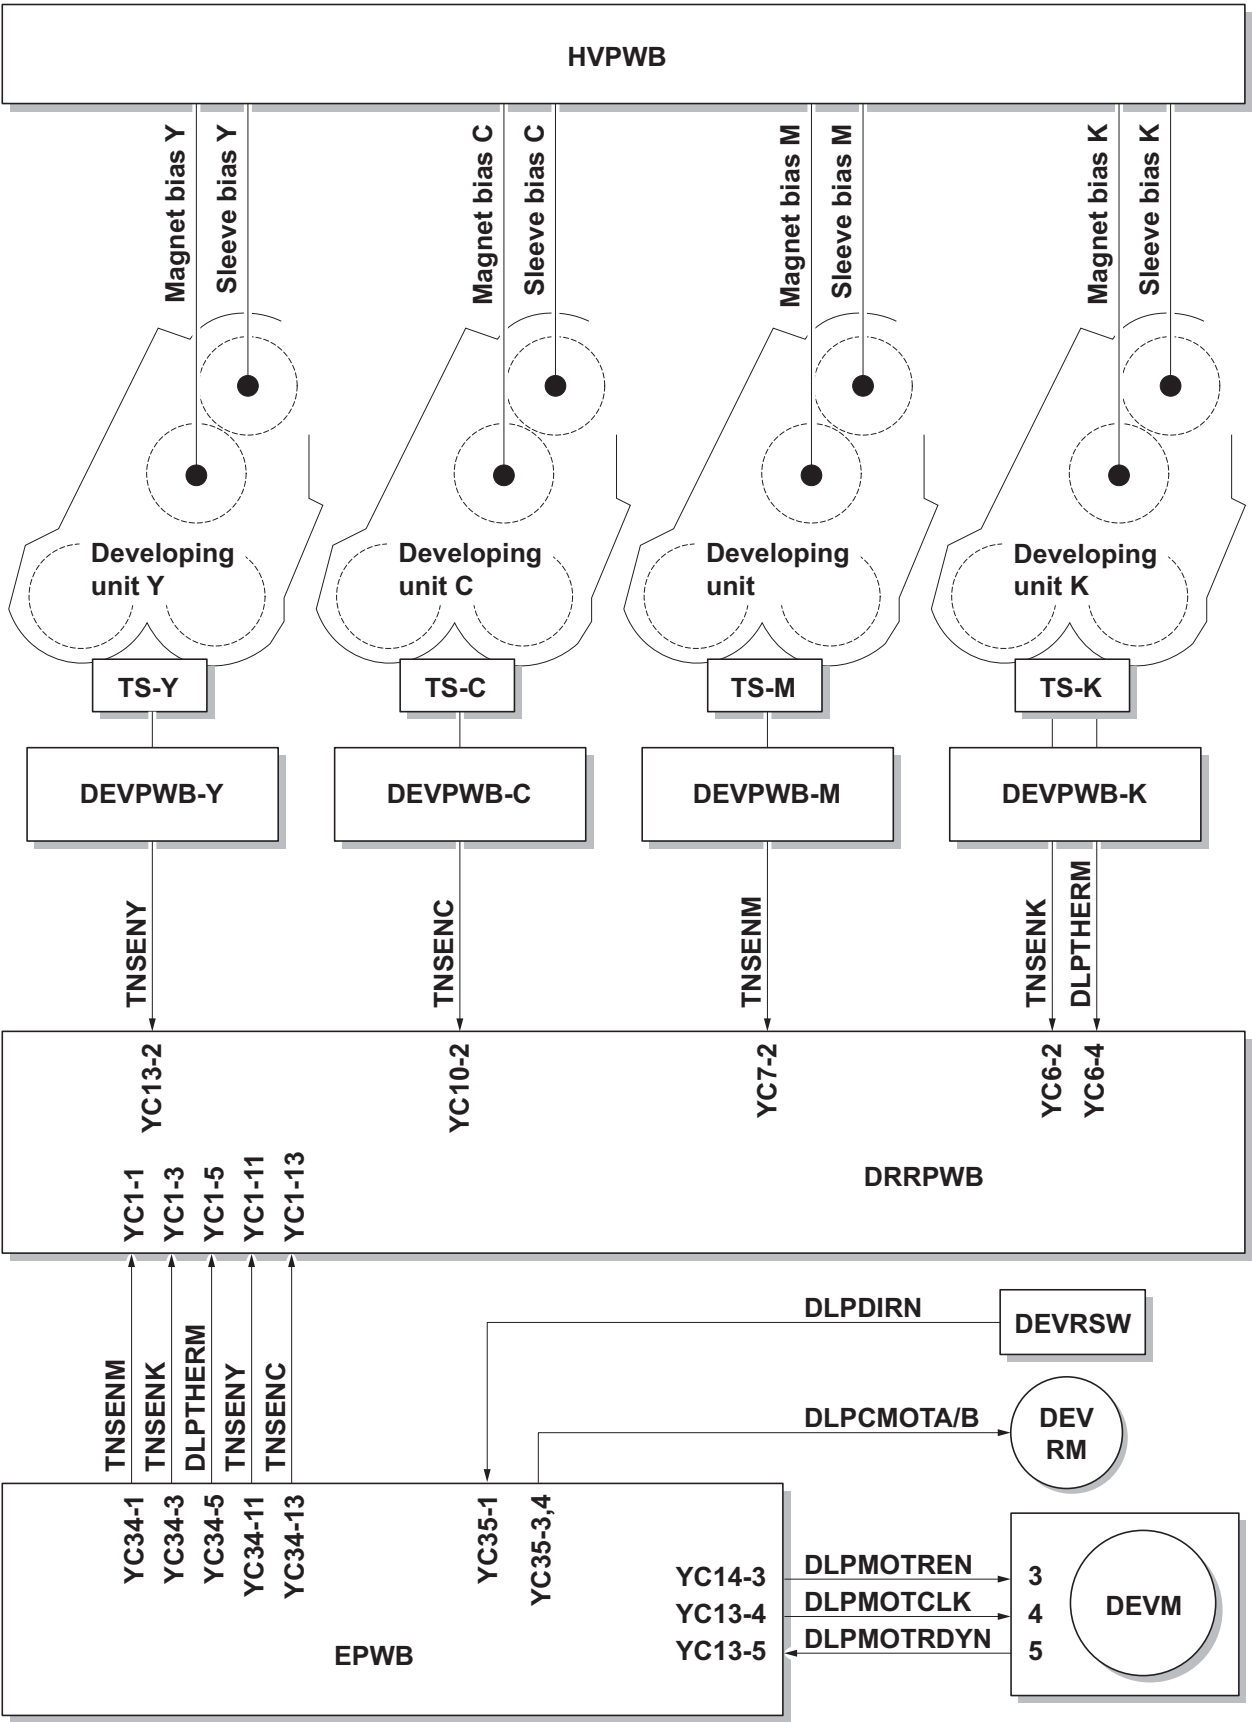 HVPWB
Magnet bias Y
Sleeve bias Y
Magnet bias C
Sleeve bias C
Magnet bias M
Sleeve bias M
Magnet bias K
Sleeve bias K
Developing
unit Y
Developing
unit C
Developing
unit
Developing
unit K
TS-Y
TS-C
TS-M
TS-K
DEVPWB-Y
DEVPWB-C
DEVPWB-M
DEVPWB-K
TNSENY
TNSENC
TNSENM
TNSENK
DLPTHERM
YC13-2
YC10-2
YC7-2
YC6-2
YC6-4
YC1-1
YC1-3
YC1-5
YC1-11
YC1-13
DRRPWB
TNSENM
TNSENK
DLPTHERM
TNSENY
TNSENC
DLPDIRN
DEVRSW
DLPCMOTA/B
DEV
RM
YC34-1
YC34-3
YC34-5
YC34-11
YC34-13
YC35-1
YC35-3,4
YC14-3
DLPMOTREN
3
YC13-4
DLPMOTCLK
4
YC13-5
DLPMOTRDYN
5
DEVM
EPWB